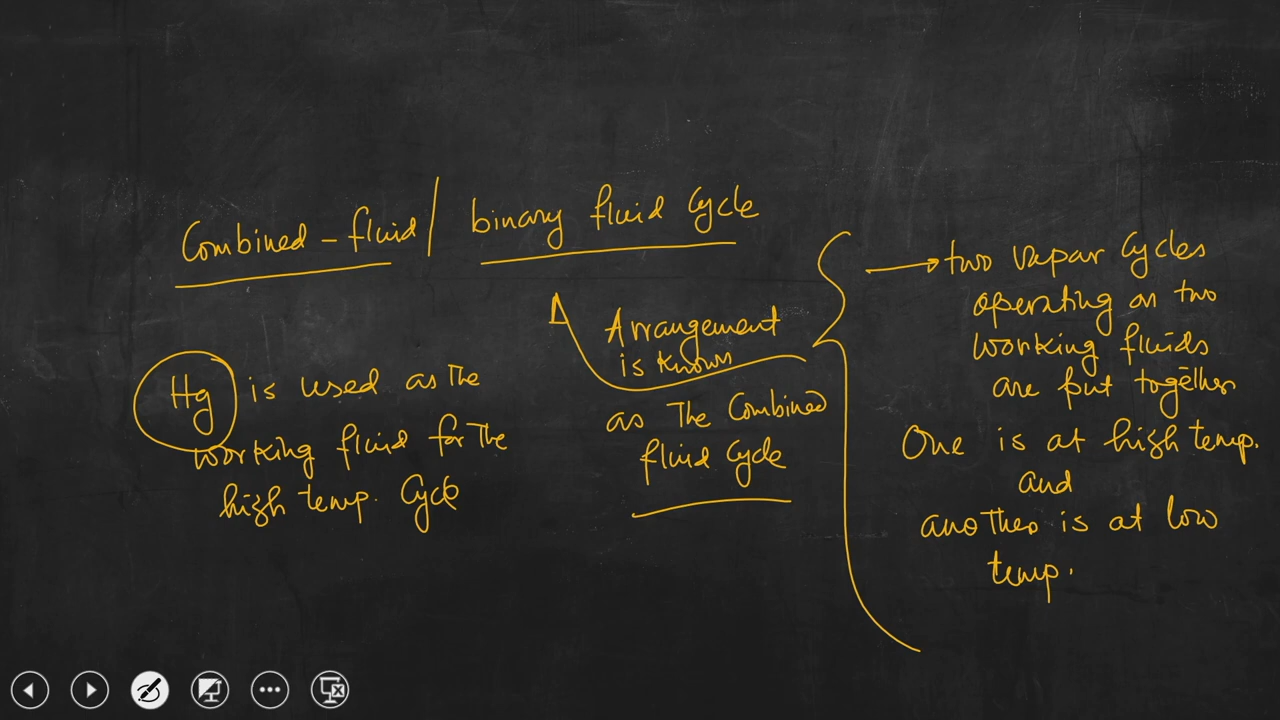 Combined - fluid / binary fluid Cycle
Hg is used as the
working fluid for the
high temp. Cycle
Arrangement
is known
as The Combined
fluid Cycle
two vapor Cycles
operating on two
working fluids
are put together
One is at high temp.
and
another is at low
temp.